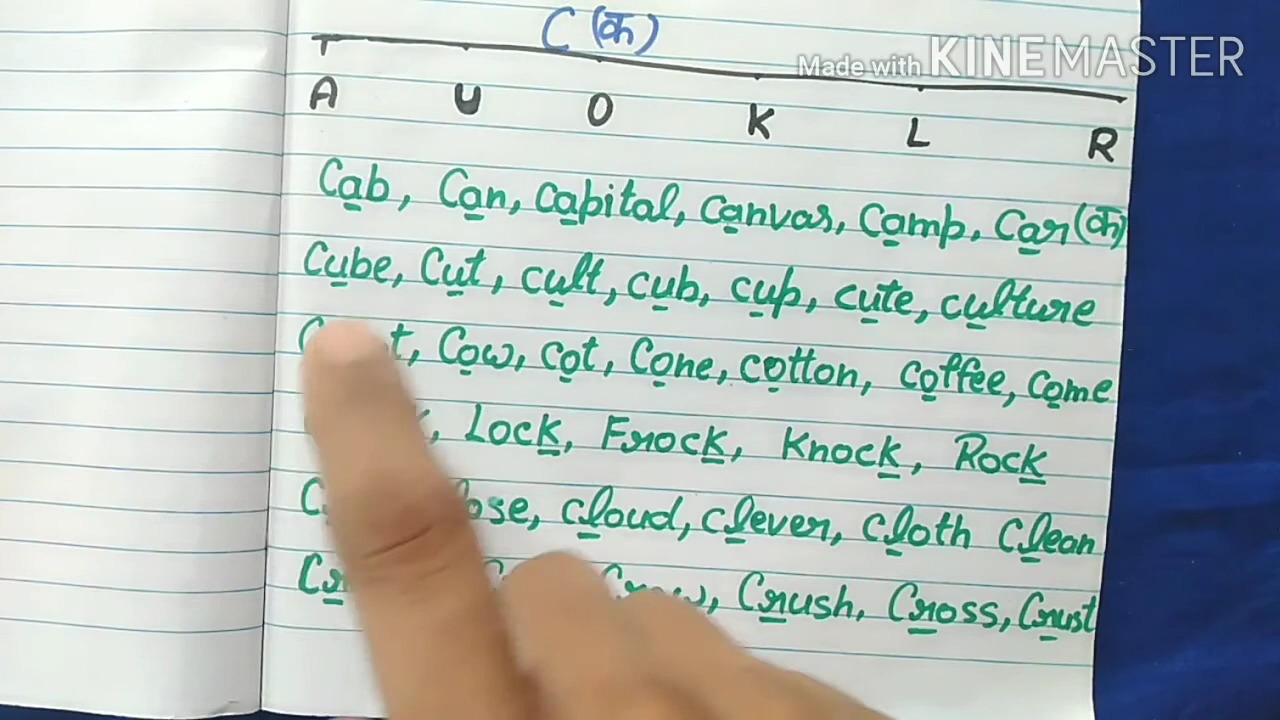 C (क)
Made with KINEMASTER
A U O K L R
Cab, Can, Capital, Canvas, Camp, Car (क)
Cube, Cut, cult, cub, cup, cute, culture
Cow, cot, Cone, cotton, coffee, come
Lock, Frock, Knock, Rock
cloud, clever, cloth clean
Crush, Cross, Crust